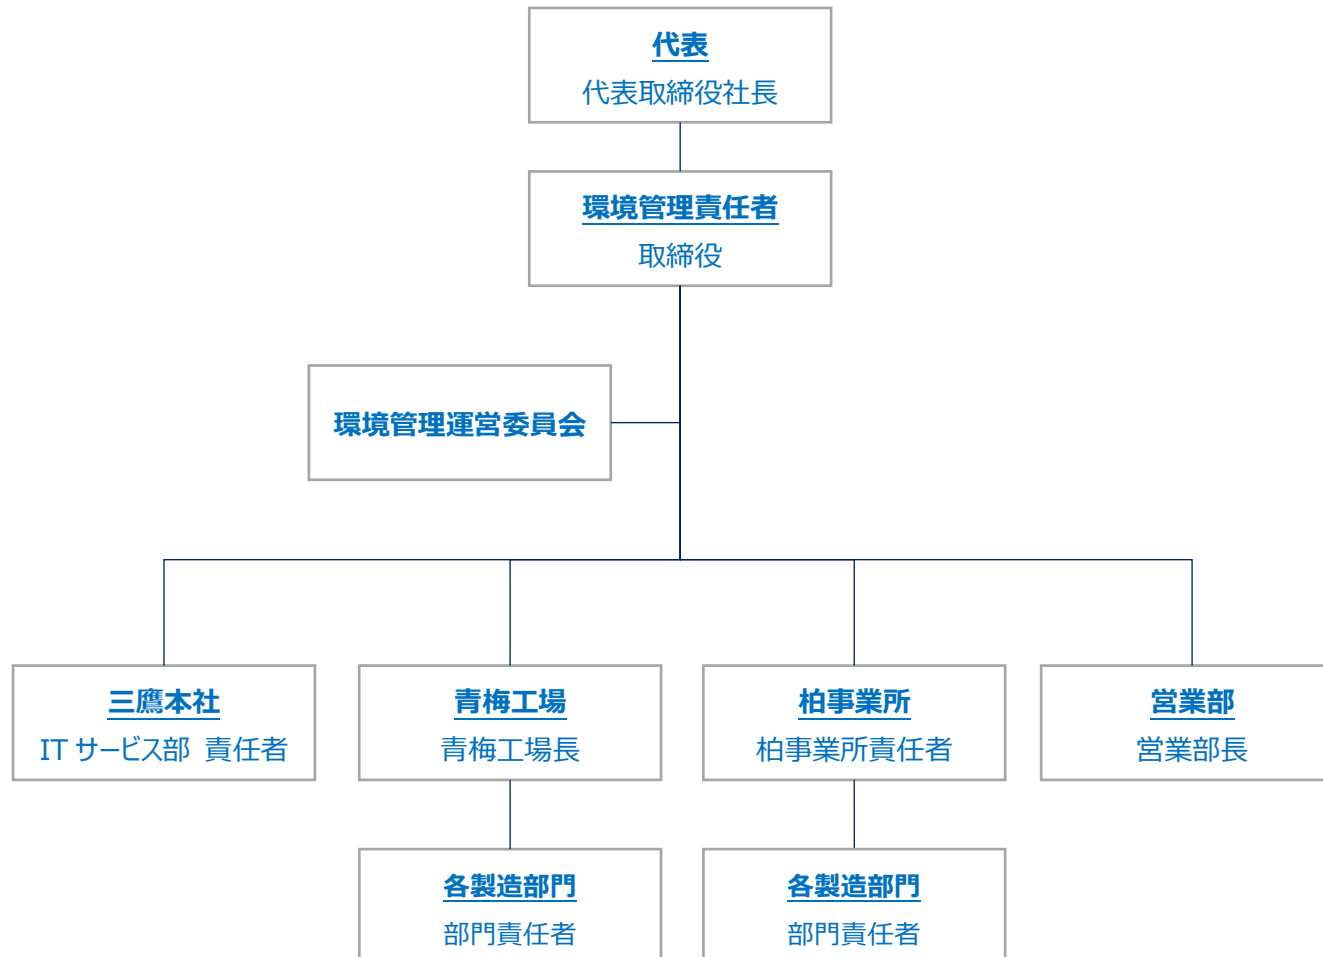 代表
代表取締役社長
環境管理責任者
取締役
環境管理運営委員会
三鷹本社
IT サービス部 責任者
青梅工場
青梅工場長
柏事業所
柏事業所責任者
営業部
営業部長
各製造部門
部門責任者
各製造部門
部門責任者